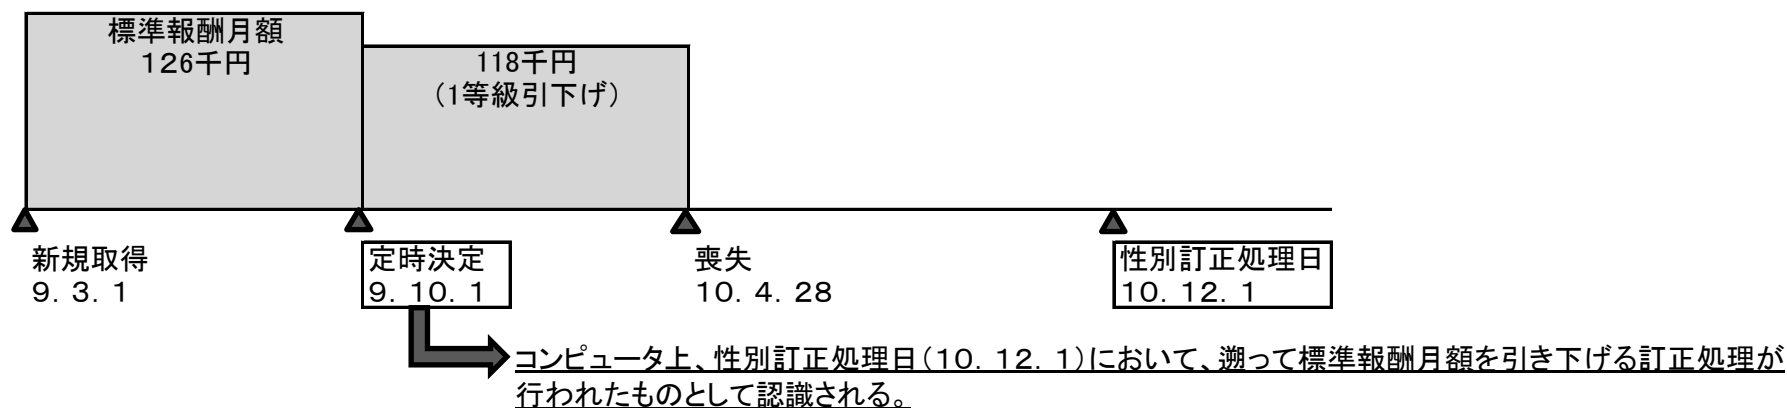 標準報酬月額
126千円
118千円
(1等級引下げ)
新規取得
9. 3. 1
定時決定
9. 10. 1
喪失
10. 4. 28
性別訂正処理日
10. 12. 1
コンピュータ上、性別訂正処理日(10. 12. 1)において、遡って標準報酬月額を引き下げる訂正処理が
行われたものとして認識される。